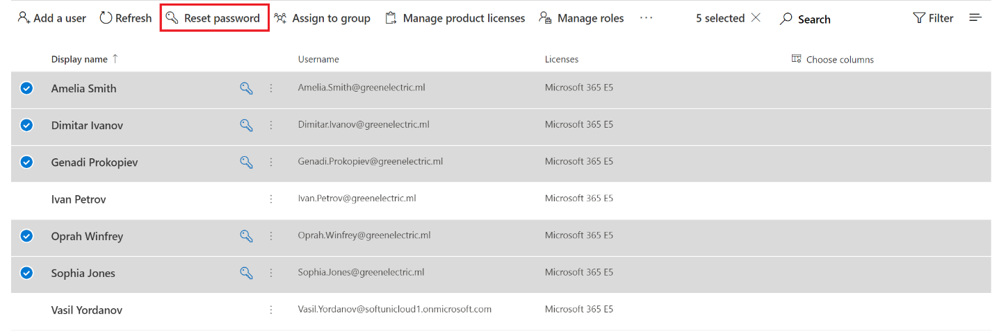 Add a user Refresh Reset password Assign to group Manage product licenses Manage roles ··· 5 selected Search Filter
Display name ↑ Username Licenses Choose columns
Amelia Smith Amelia.Smith@greenelectric.ml Microsoft 365 E5
Dimitar Ivanov Dimitar.Ivanov@greenelectric.ml Microsoft 365 E5
Genadi Prokopiev Genadi.Prokopiev@greenelectric.ml Microsoft 365 E5
Ivan Petrov Ivan.Petrov@greenelectric.ml Microsoft 365 E5
Oprah Winfrey Oprah.Winfrey@greenelectric.ml Microsoft 365 E5
Sophia Jones Sophia.Jones@greenelectric.ml Microsoft 365 E5
Vasil Yordanov Vasil.Yordanov@softunicloud1.onmicrosoft.com Microsoft 365 E5